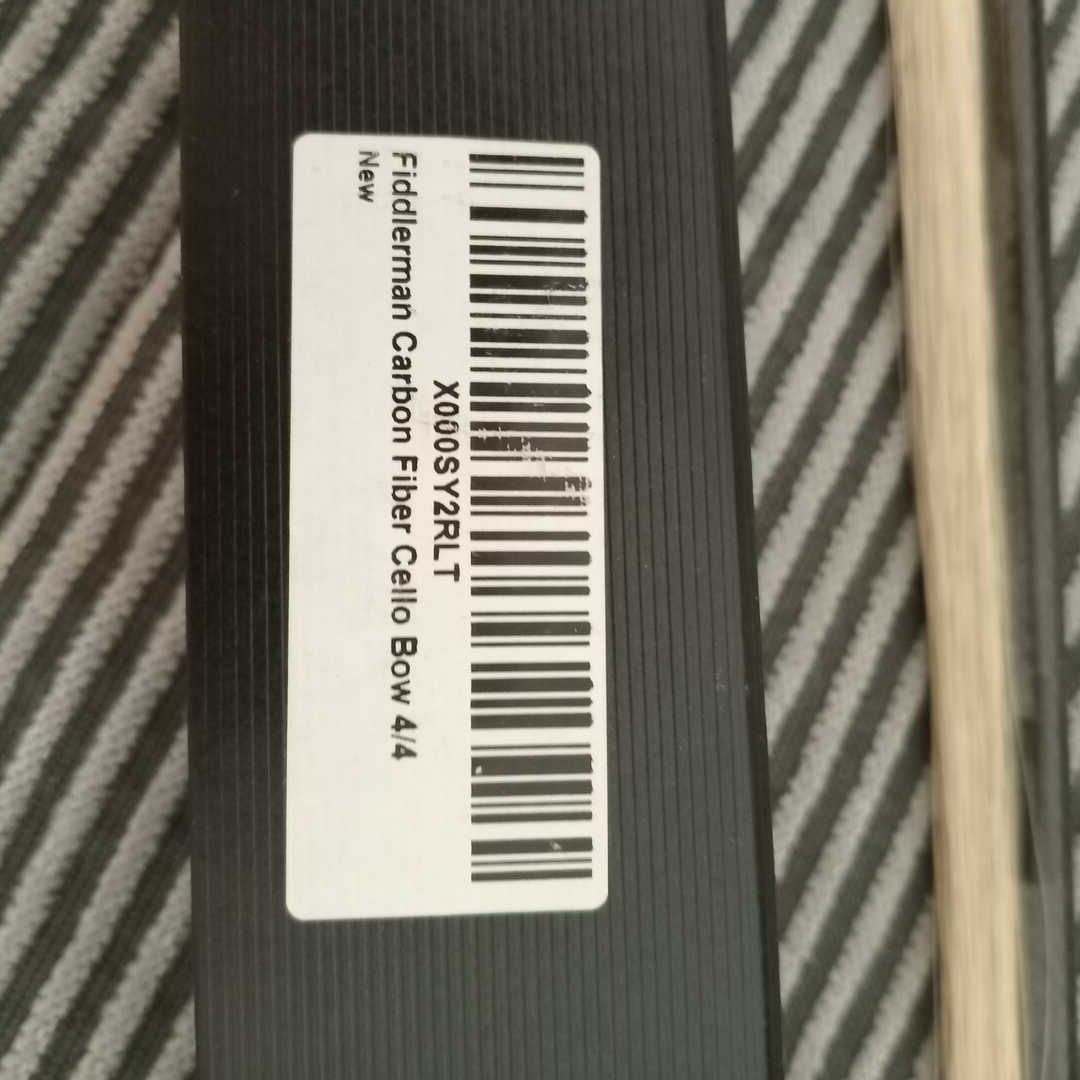 X000SY2RLT
Fiddlerman Carbon Fiber Cello Bow 4/4
New